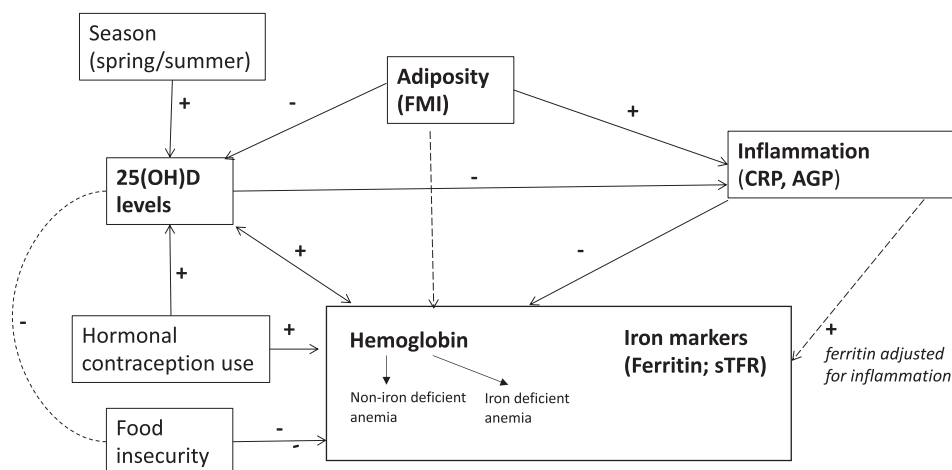 Season
(spring/summer)
+
-
Adiposity
(FMI)
+
25(OH)D
levels
-
Inflammation
(CRP, AGP)
+
+
-
-
Hormonal
contraception use
+
Hemoglobin
Non-iron deficient
anemia
Iron deficient
anemia
Iron markers
(Ferritin; sTFR)
+
ferritin adjusted
for inflammation
Food
insecurity
-
-